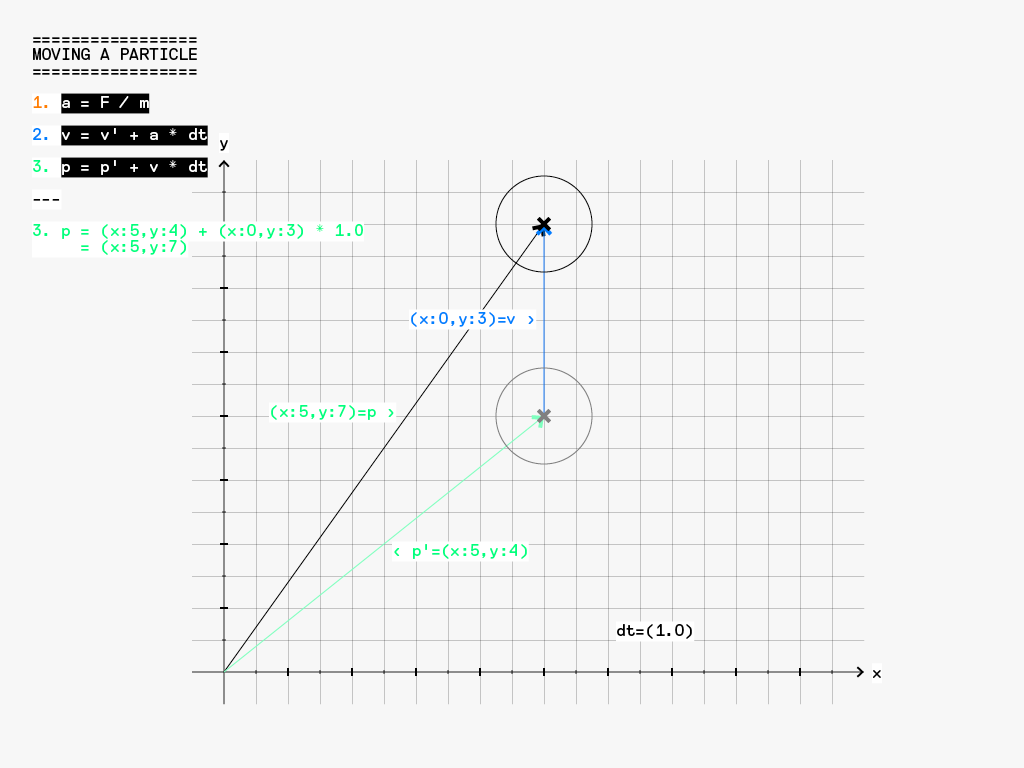 =================
MOVING A PARTICLE
=================
1. a = F / m
2. v = v' + a * dt
3. p = p' + v * dt
---
3. p = (x:5,y:4) + (x:0,y:3) * 1.0
= (x:5,y:7)
y
(x:0,y:3)=v ›
(x:5,y:7)=p ›
‹ p'=(x:5,y:4)
dt=(1.0)
x